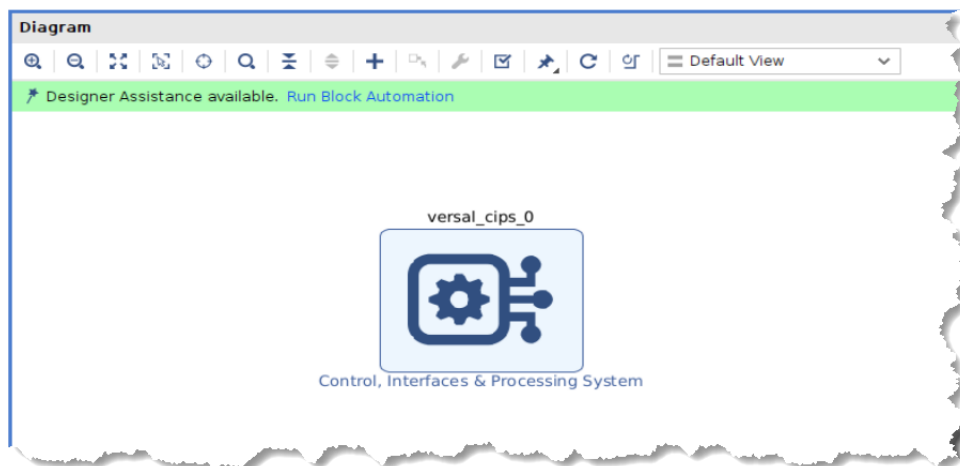 Diagram
Default View
Designer Assistance available. Run Block Automation
versal_cips_0
Control, Interfaces & Processing System